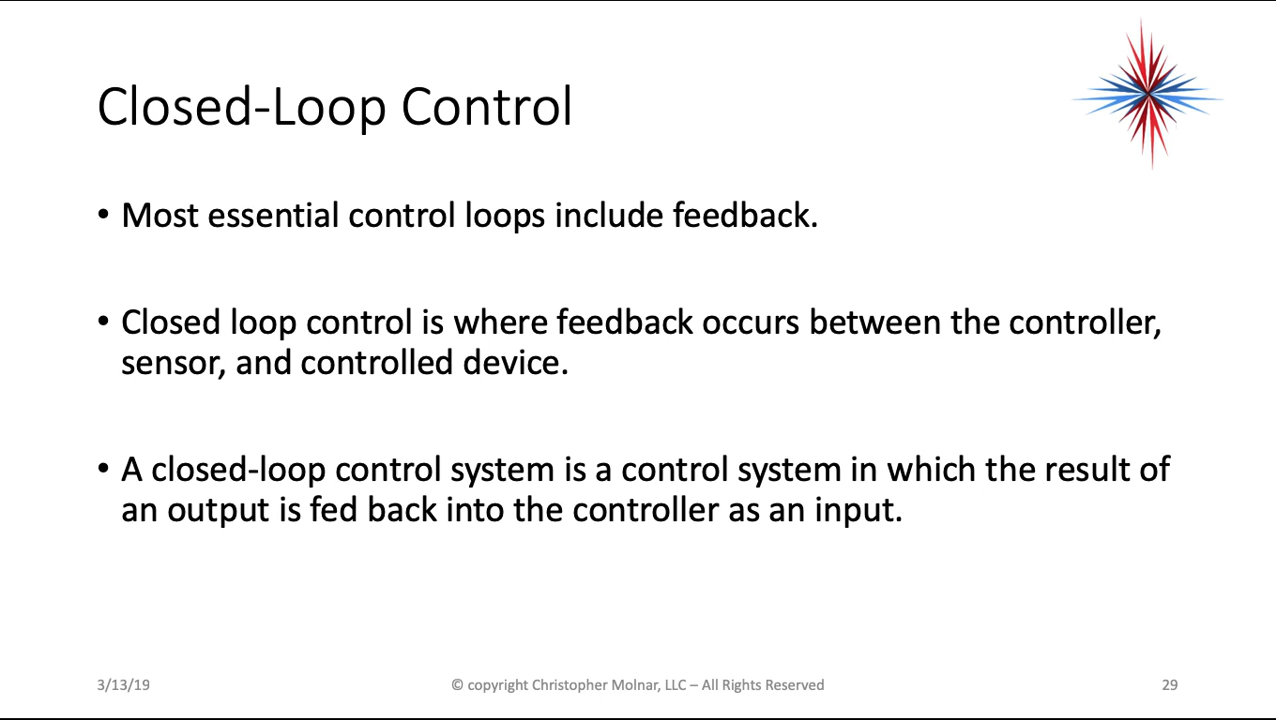 Closed-Loop Control
• Most essential control loops include feedback.
• Closed loop control is where feedback occurs between the controller,
sensor, and controlled device.
• A closed-loop control system is a control system in which the result of
an output is fed back into the controller as an input.
3/13/19
© copyright Christopher Molnar, LLC – All Rights Reserved
29